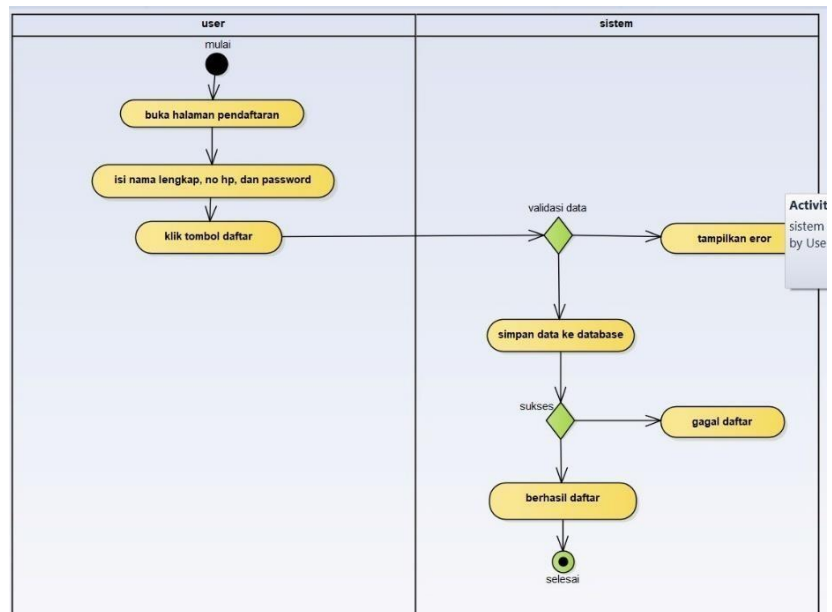 user
sistem
mulai
buka halaman pendaftaran
isi nama lengkap, no hp, dan password
klik tombol daftar
validasi data
tampilkan eror
Activit
sistem
by Use
simpan data ke database
sukses
gagal daftar
berhasil daftar
selesai